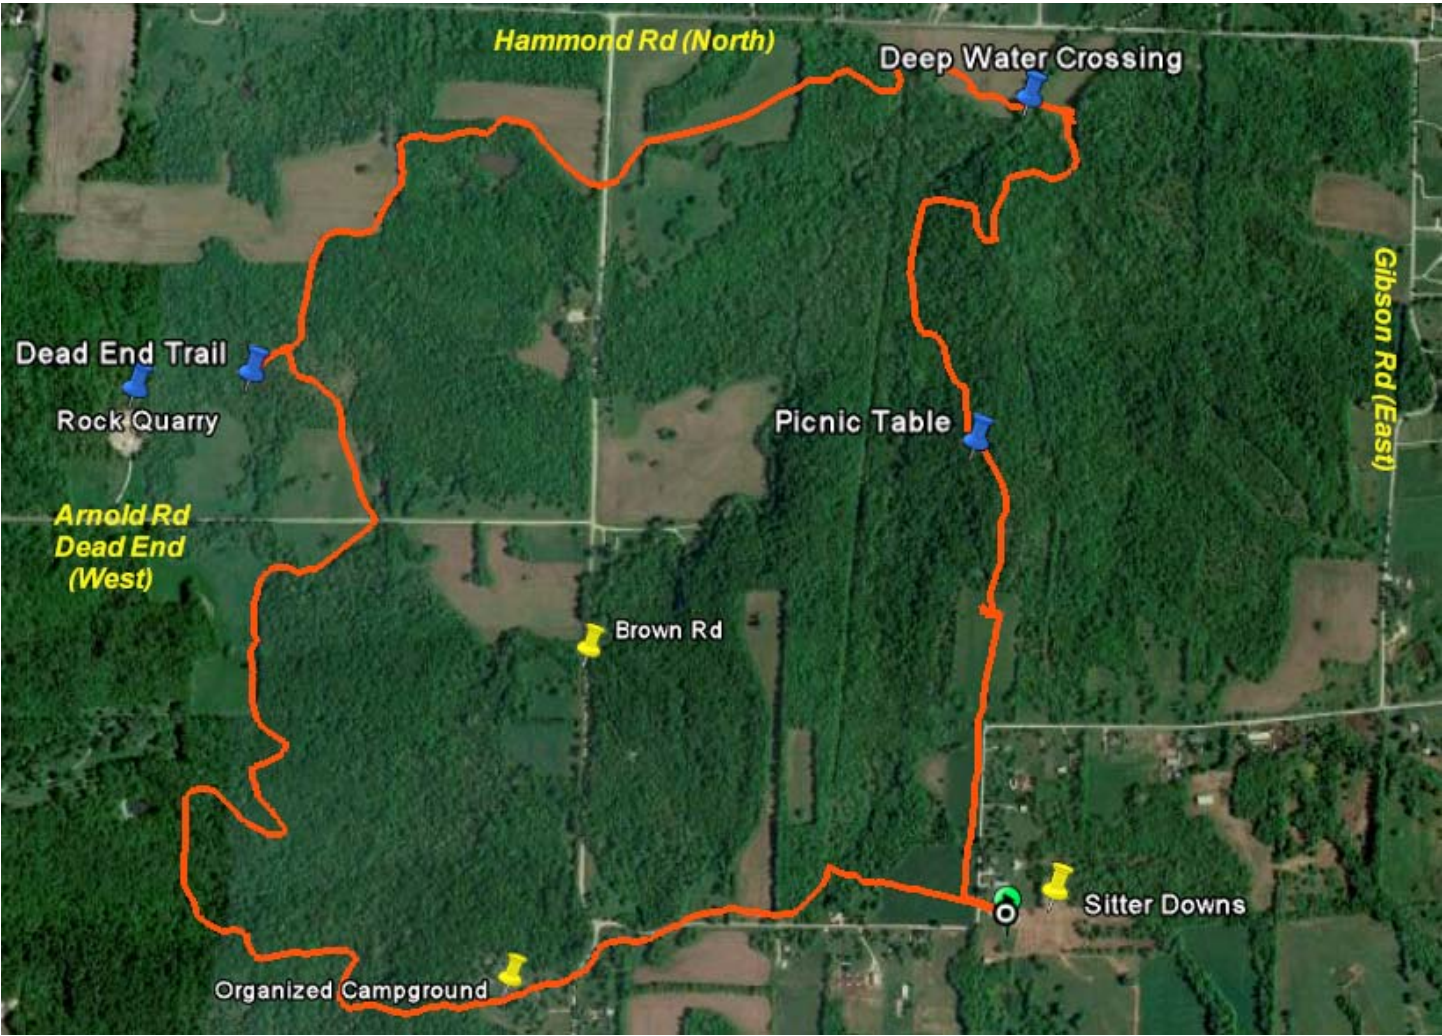 Hammond Rd (North)
Deep Water Crossing
Gibson Rd (East)
Dead End Trail
Rock Quarry
Picnic Table
Arnold Rd
Dead End
(West)
Brown Rd
Sitter Downs
Organized Campground